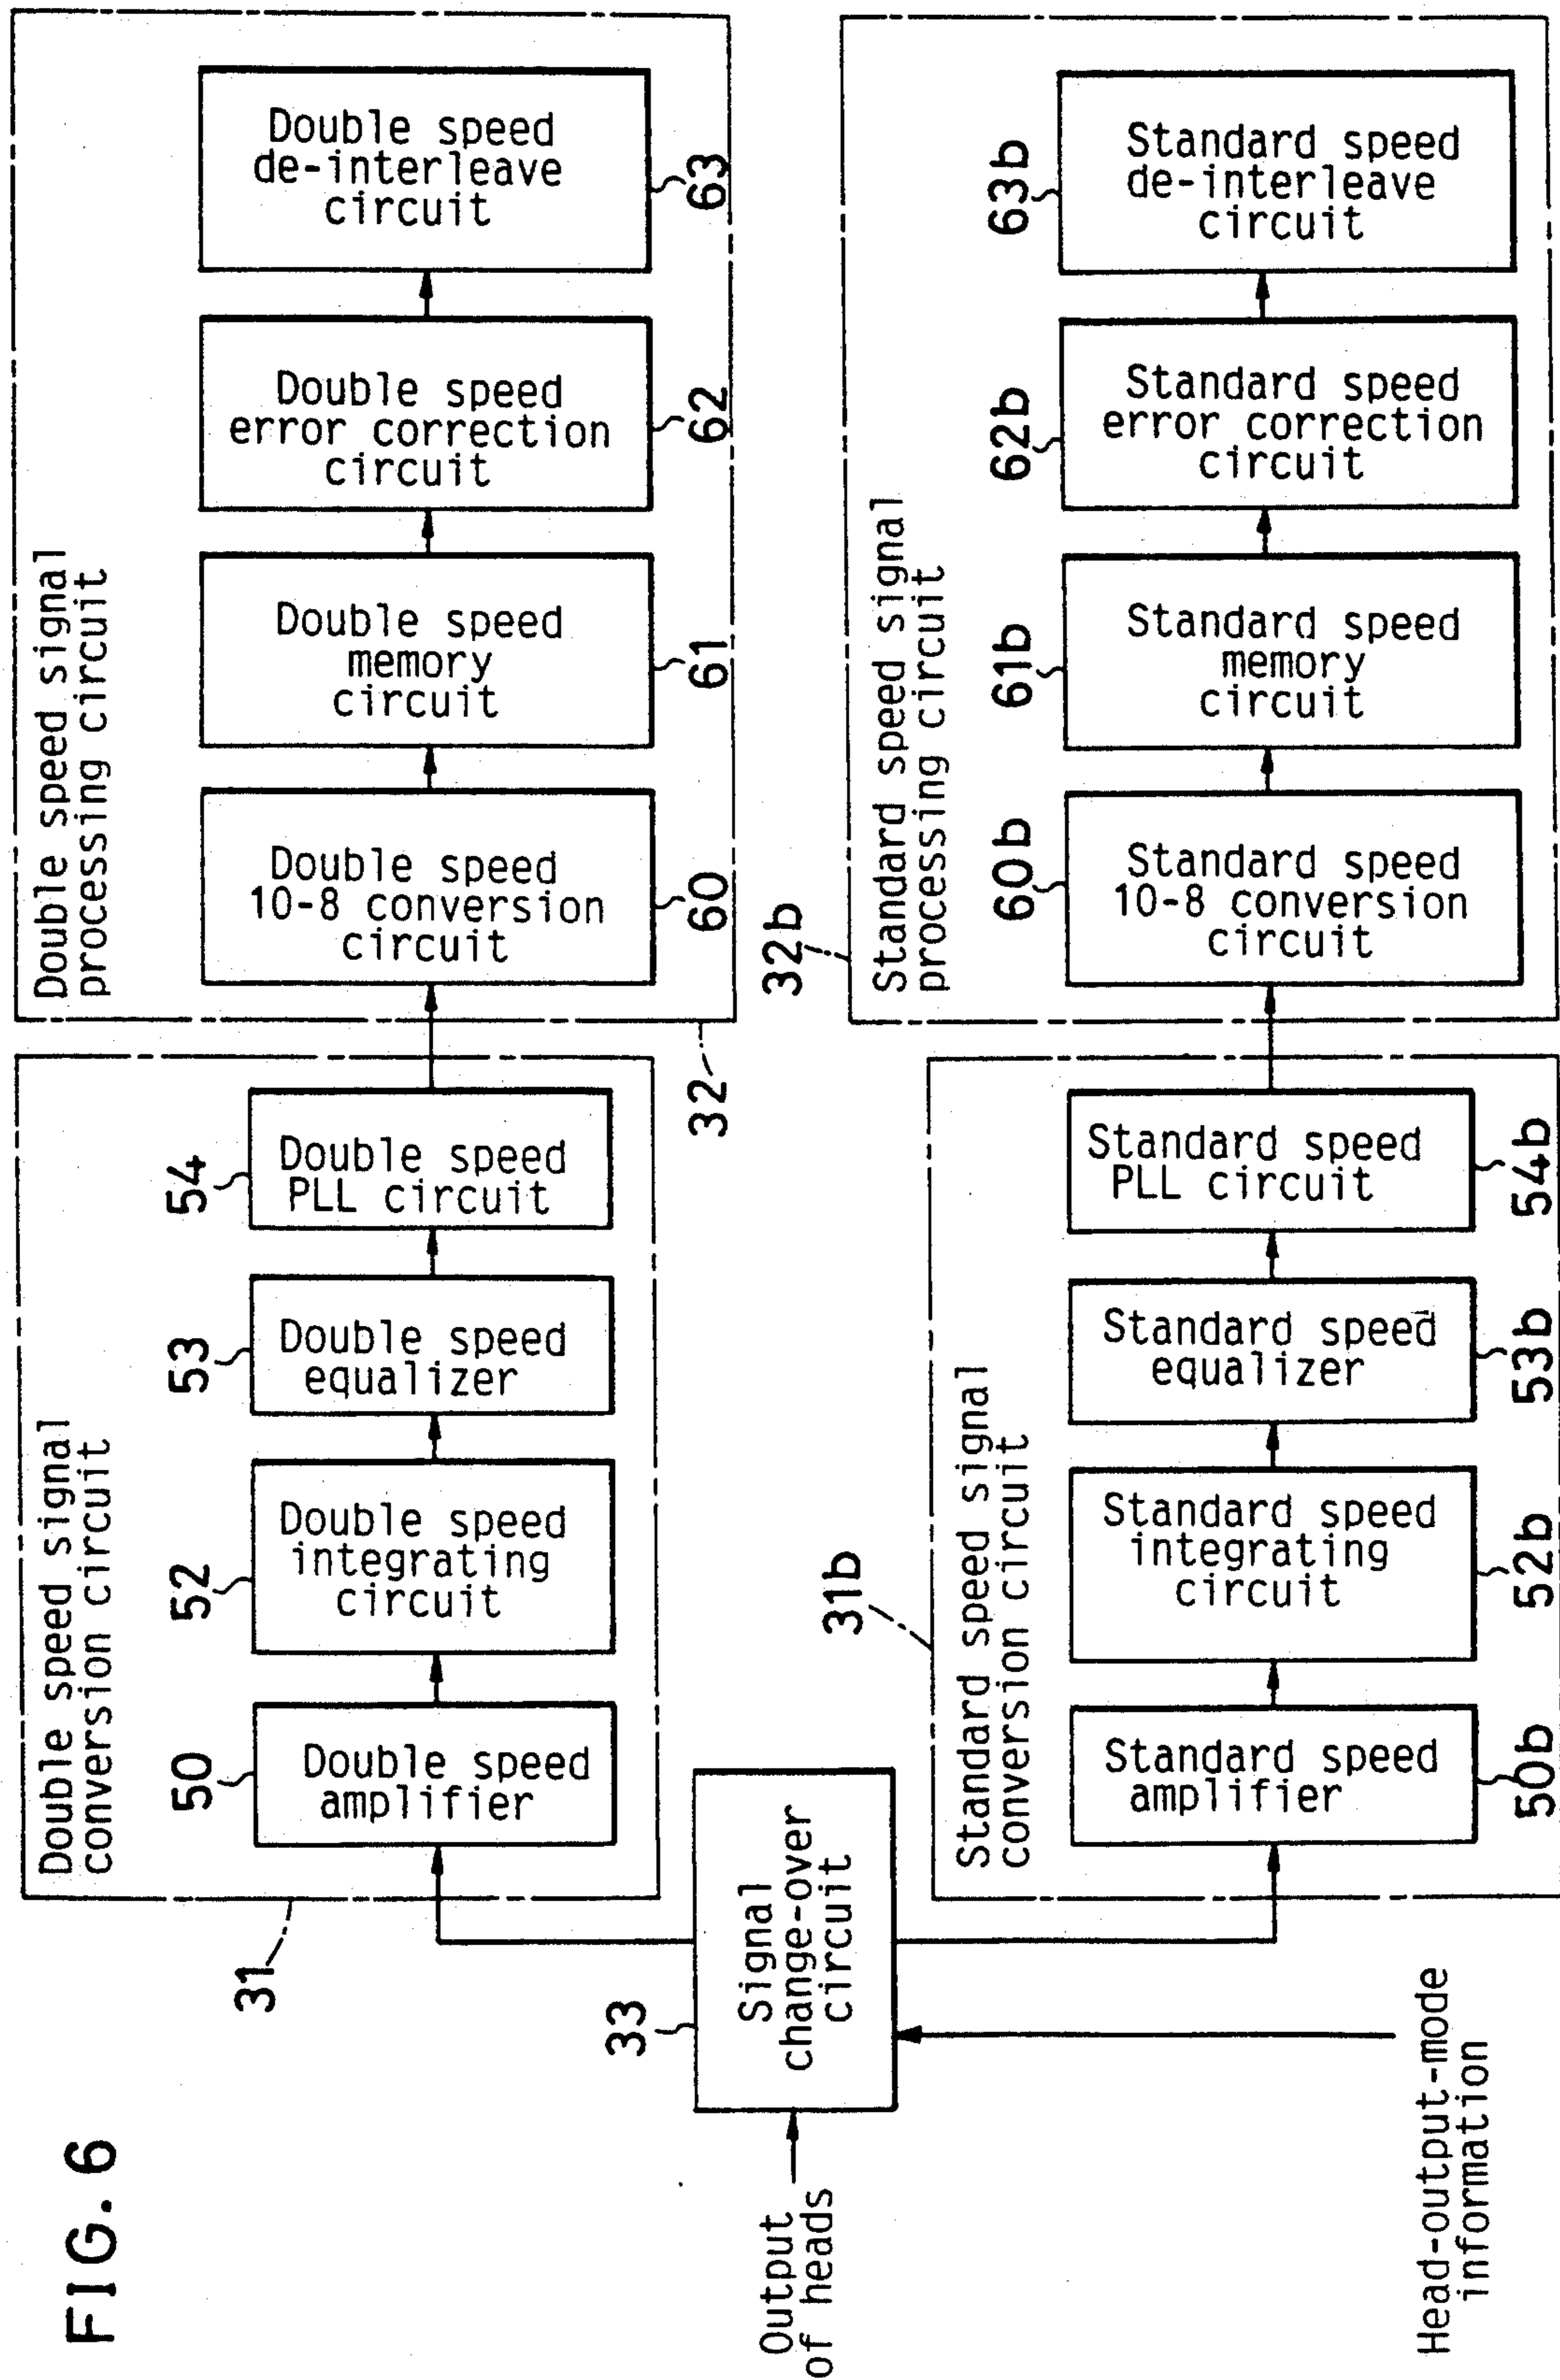 FIG. 6
Output
of heads
Head-output-mode
information
33
Signal
change-over
circuit
31
Double speed signal
conversion circuit
50
Double speed
amplifier
52
Double speed
integrating
circuit
53
Double speed
equalizer
54
Double speed
PLL circuit
32
Double speed signal
processing circuit
Double speed
10-8 conversion
circuit
60
Double speed
memory
circuit
61
Double speed
error correction
circuit
62
Double speed
de-interleave
circuit
63
31b
Standard speed signal
conversion circuit
Standard speed
amplifier
50b
Standard speed
integrating
circuit
52b
Standard speed
equalizer
53b
Standard speed
PLL circuit
54b
32b
Standard speed signal
processing circuit
60b
Standard speed
10-8 conversion
circuit
61b
Standard speed
memory
circuit
62b
Standard speed
error correction
circuit
63b
Standard speed
de-interleave
circuit